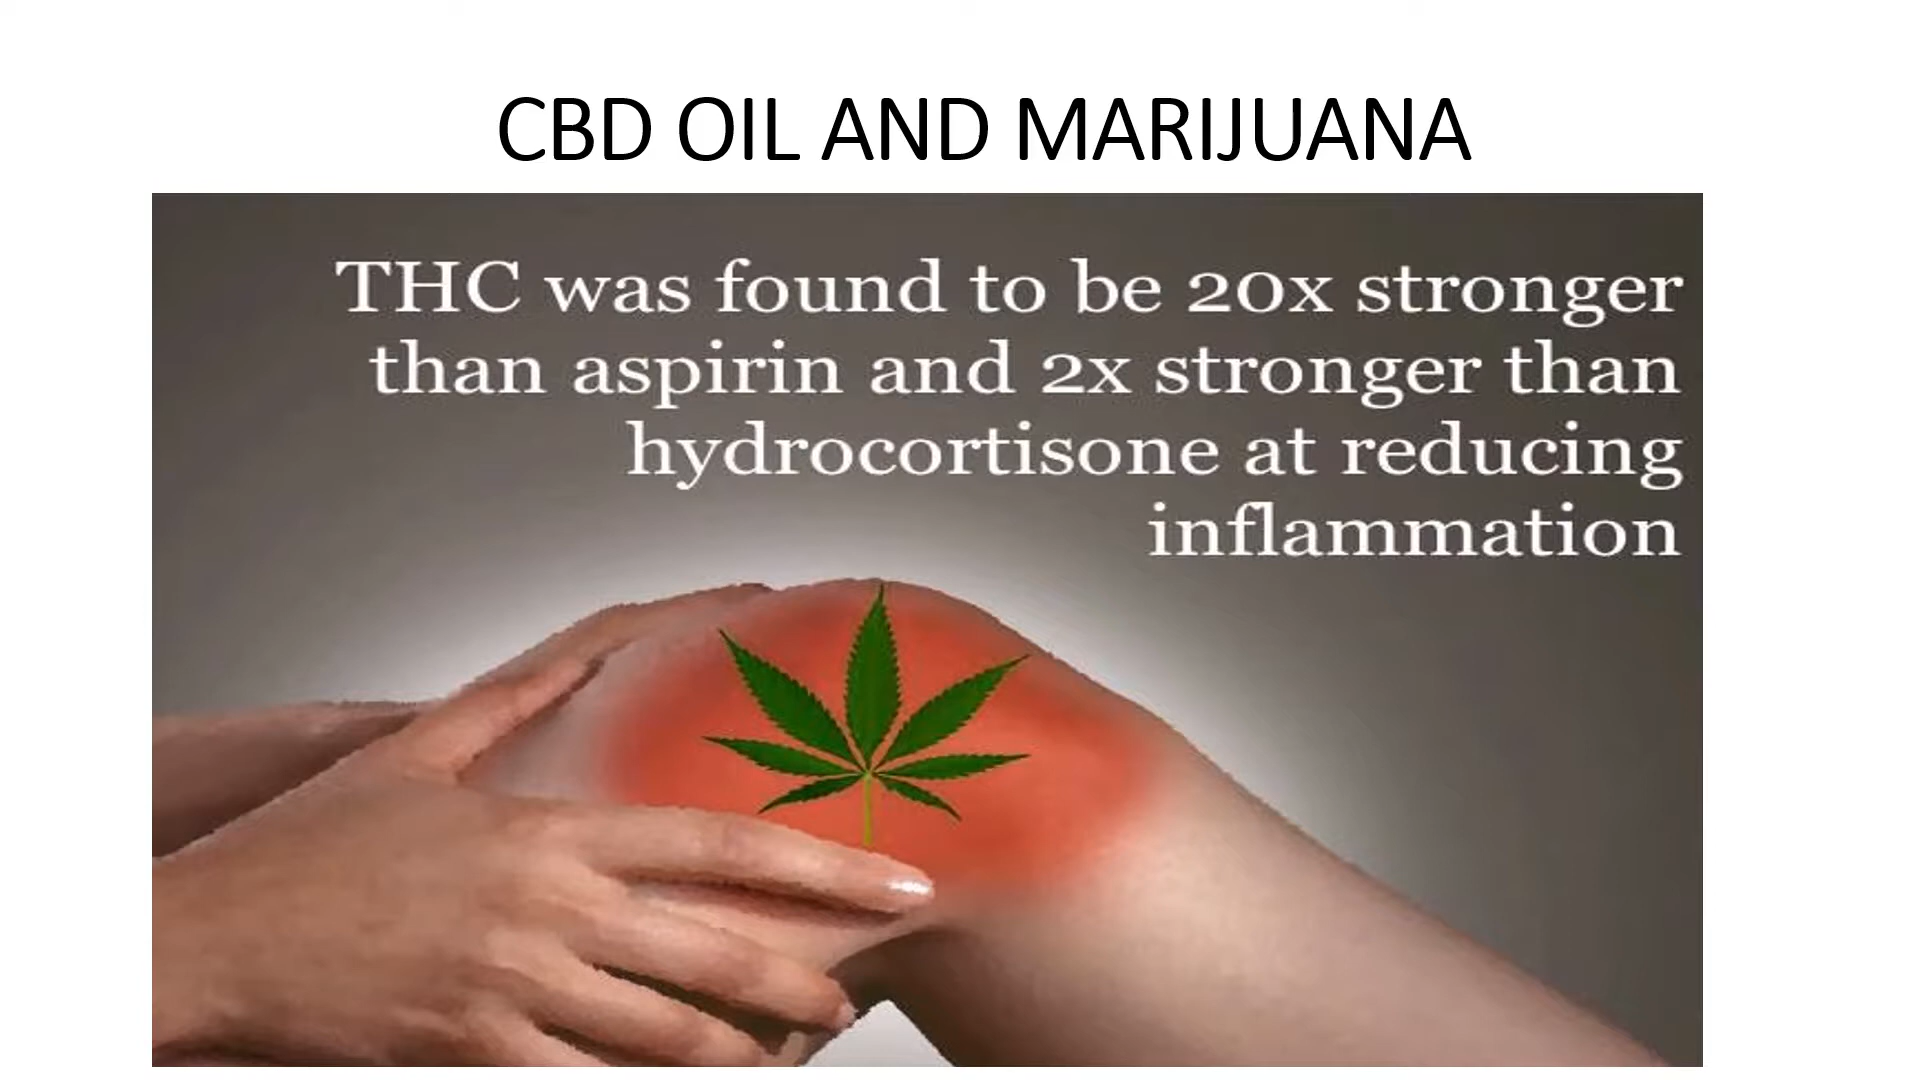 CBD OIL AND MARIJUANA
THC was found to be 20x stronger
than aspirin and 2x stronger than
hydrocortisone at reducing
inflammation